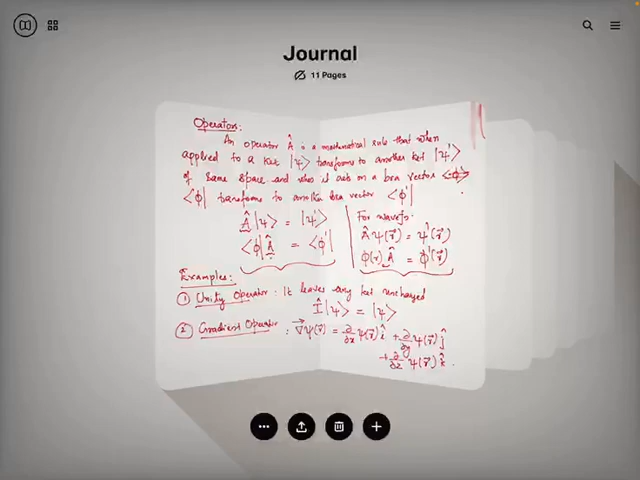 Journal
11 Pages
Operators:
An operator Â is a mathematical rule that when
applied to a ket |ψ⟩ transforms to another ket |ψ'⟩
of same space and when it acts on a bra vector
⟨φ| transforms to another bra vector ⟨φ'|
Â |ψ⟩ = |ψ'⟩
⟨φ| Â = ⟨φ'|
For wavefn:
Â ψ(r⃗) = ψ'(r⃗)
φ(r) Â = φ'(r⃗)
Examples:
① Unity Operator : It leaves any ket unchanged
Î |ψ⟩ = |ψ⟩
② Gradient Operator : ∇⃗ψ(r⃗) = ∂/∂x ψ(r⃗) î + ∂/∂y ψ(r⃗) ĵ
+ ∂/∂z ψ(r⃗) k̂.